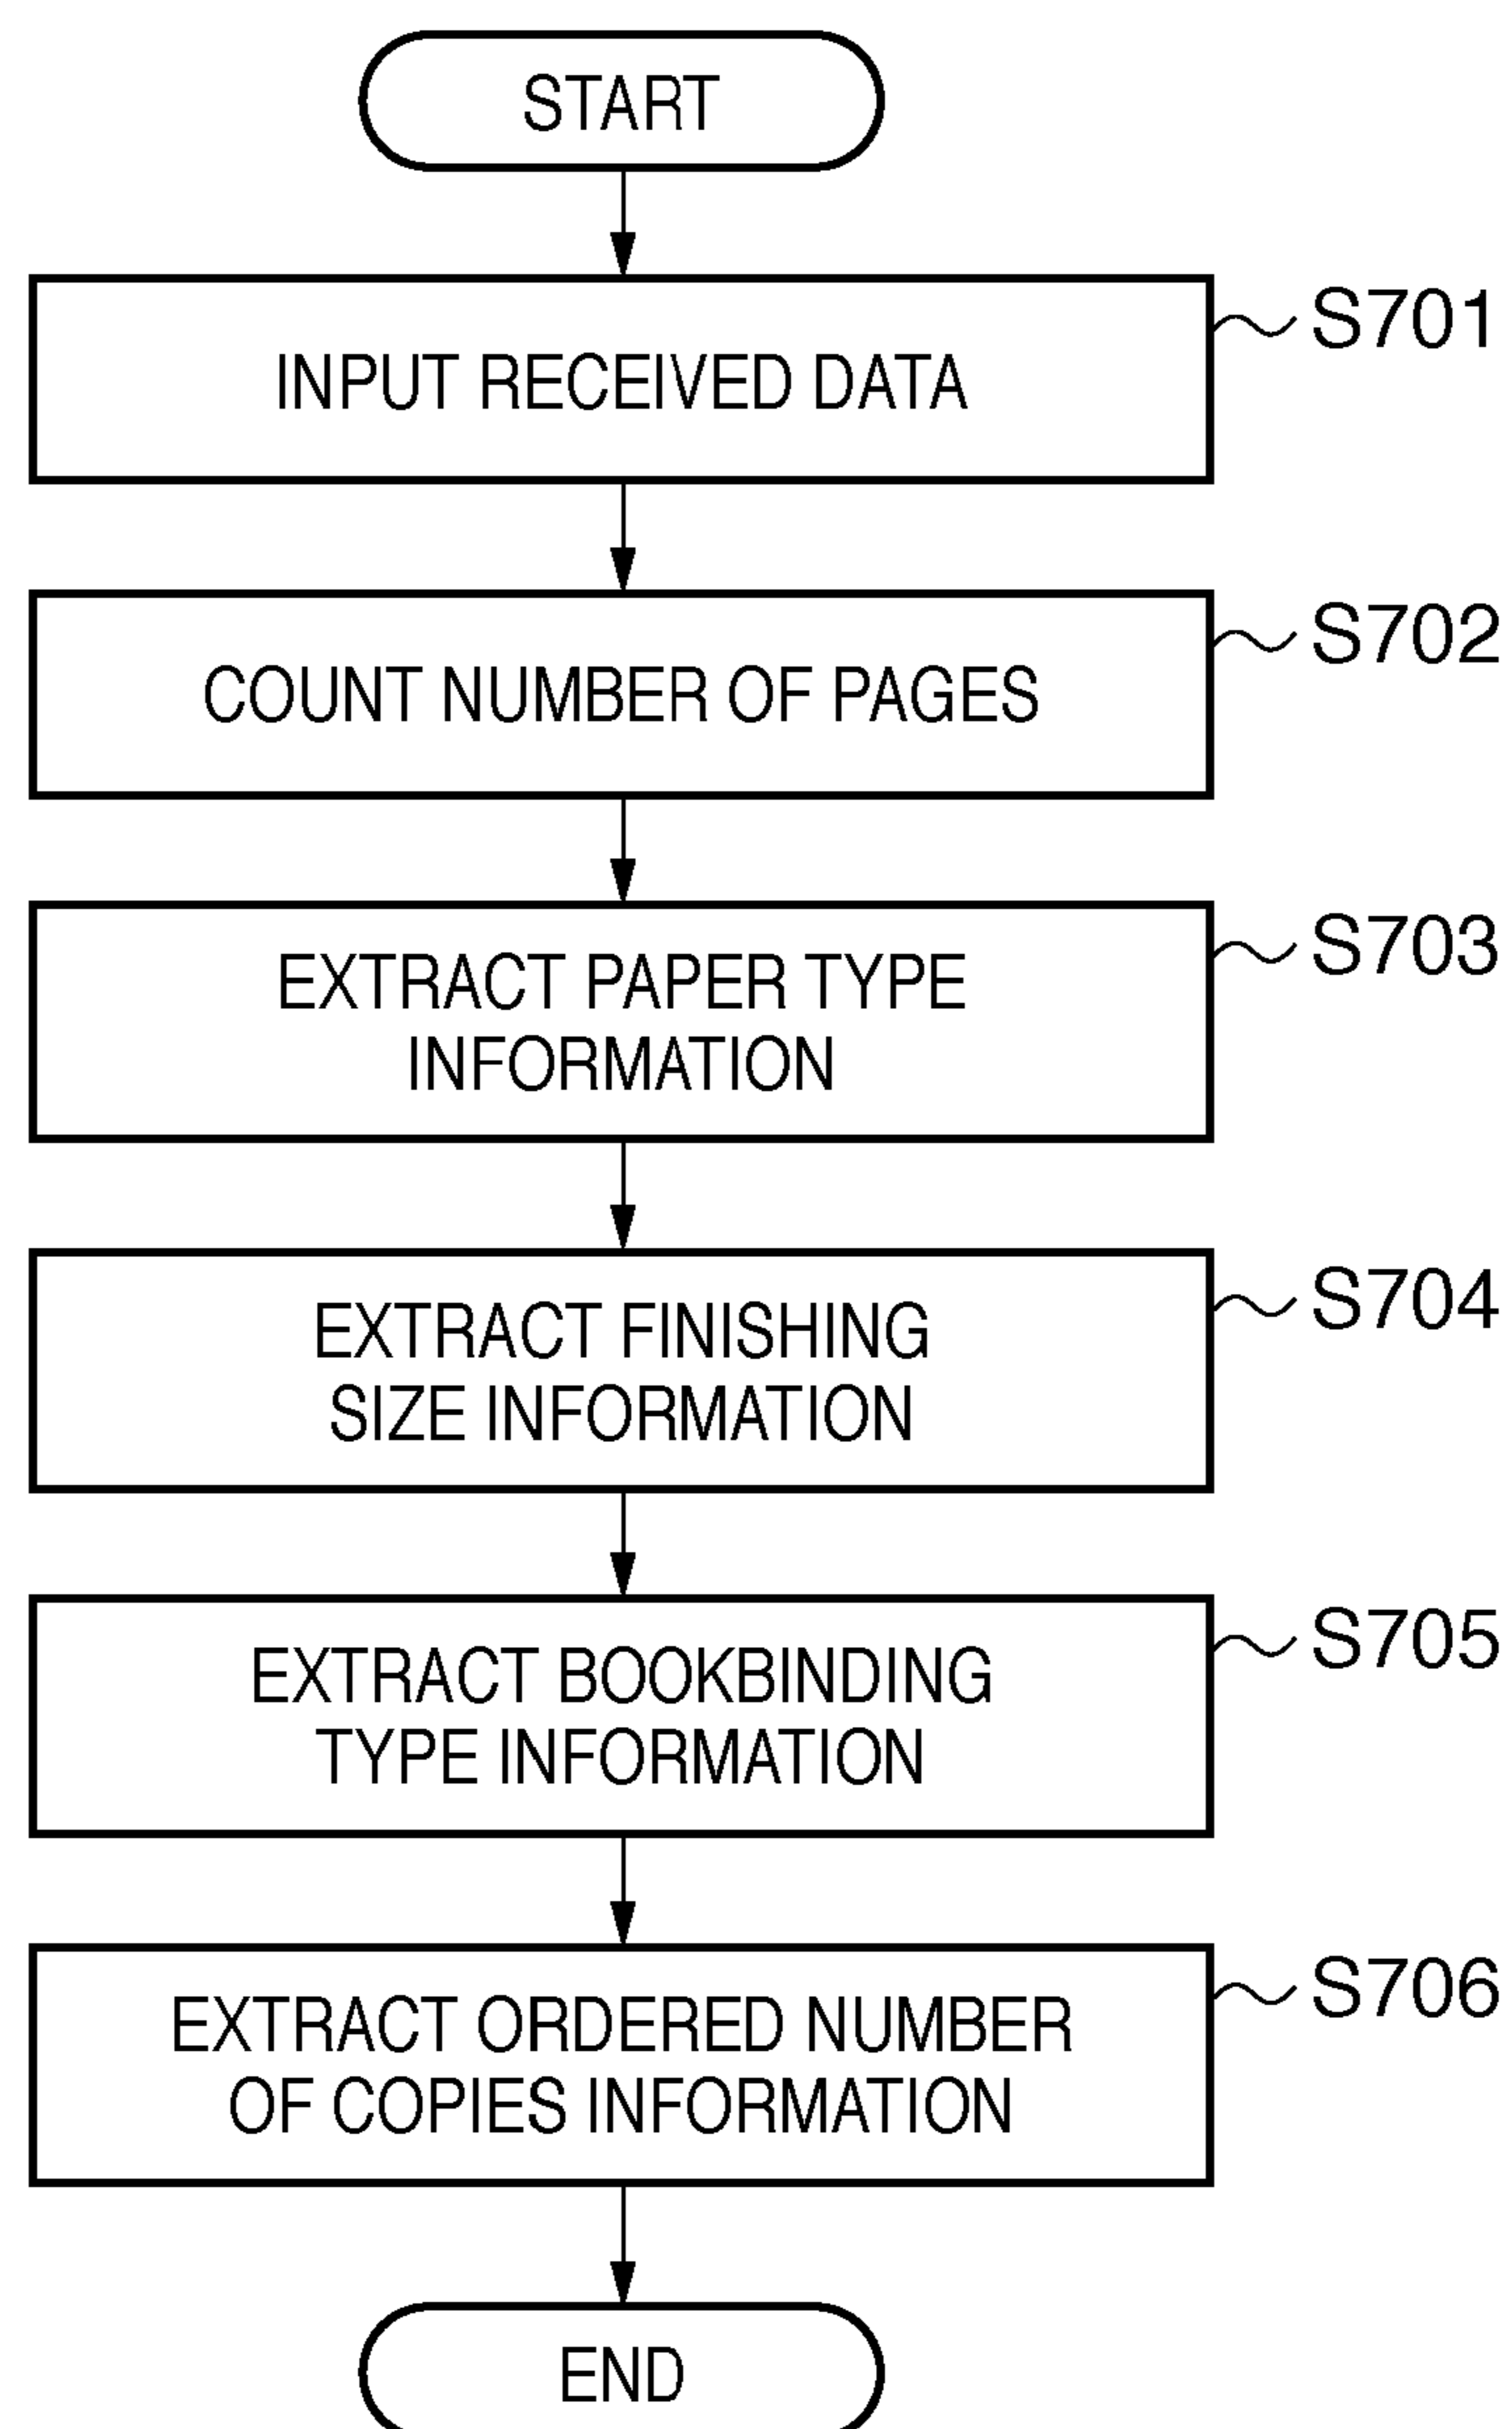 START
INPUT RECEIVED DATA
S701
COUNT NUMBER OF PAGES
S702
EXTRACT PAPER TYPE
INFORMATION
S703
EXTRACT FINISHING
SIZE INFORMATION
S704
EXTRACT BOOKBINDING
TYPE INFORMATION
S705
EXTRACT ORDERED NUMBER
OF COPIES INFORMATION
S706
END